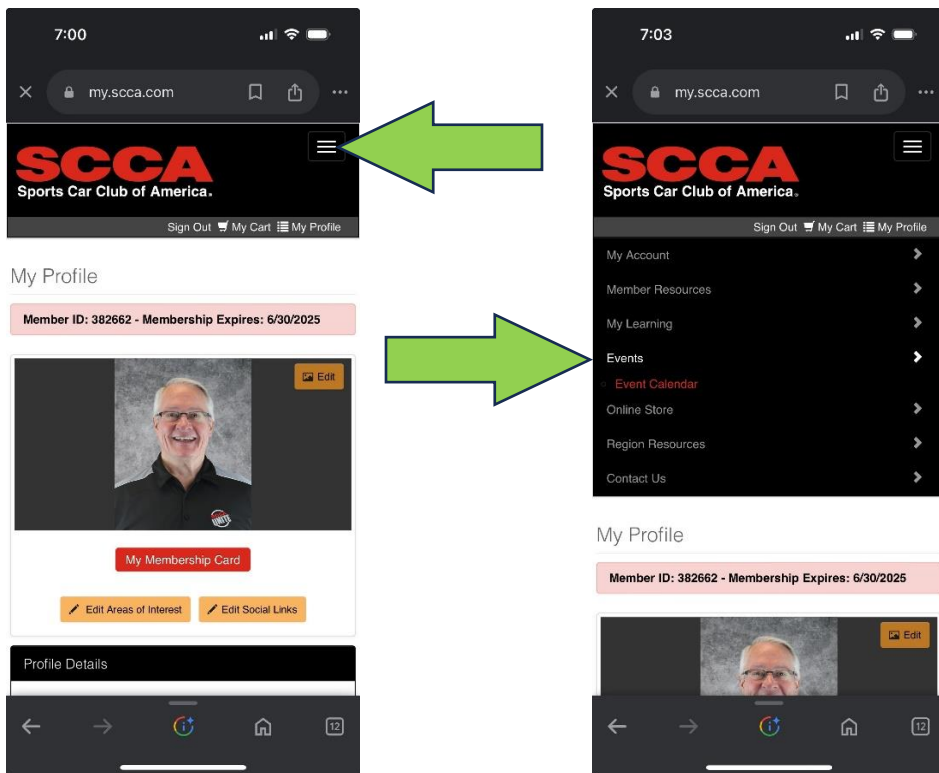 7:00
my.scca.com
SCCA
Sports Car Club of America.
Sign Out My Cart My Profile
My Profile
Member ID: 382662 - Membership Expires: 6/30/2025
Edit
UNITE
My Membership Card
Edit Areas of Interest Edit Social Links
Profile Details
12
7:03
my.scca.com
SCCA
Sports Car Club of America.
Sign Out My Cart My Profile
My Account
Member Resources
My Learning
Events
Event Calendar
Online Store
Region Resources
Contact Us
My Profile
Member ID: 382662 - Membership Expires: 6/30/2025
Edit
12